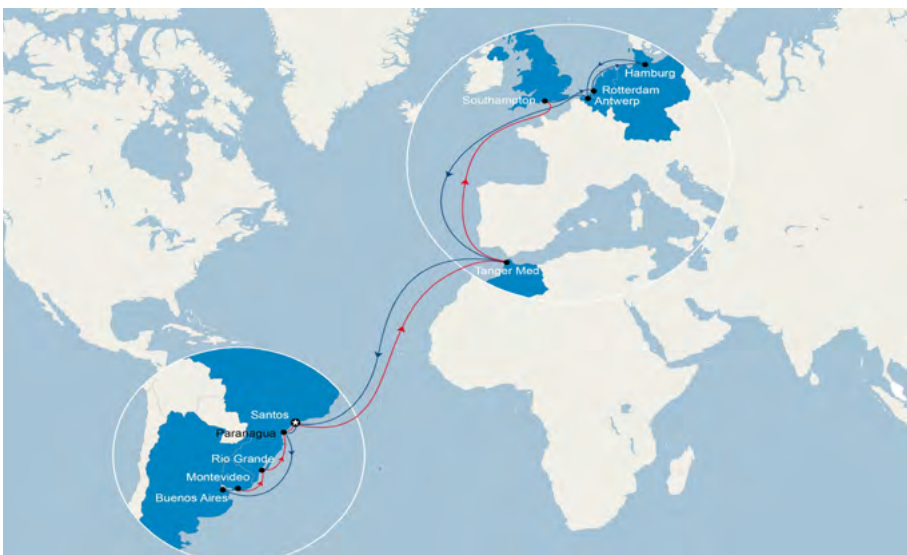 Hamburg
Rotterdam
Antwerp
Southampton
Tanger Med
Santos
Paranagua
Rio Grande
Montevideo
Buenos Aires